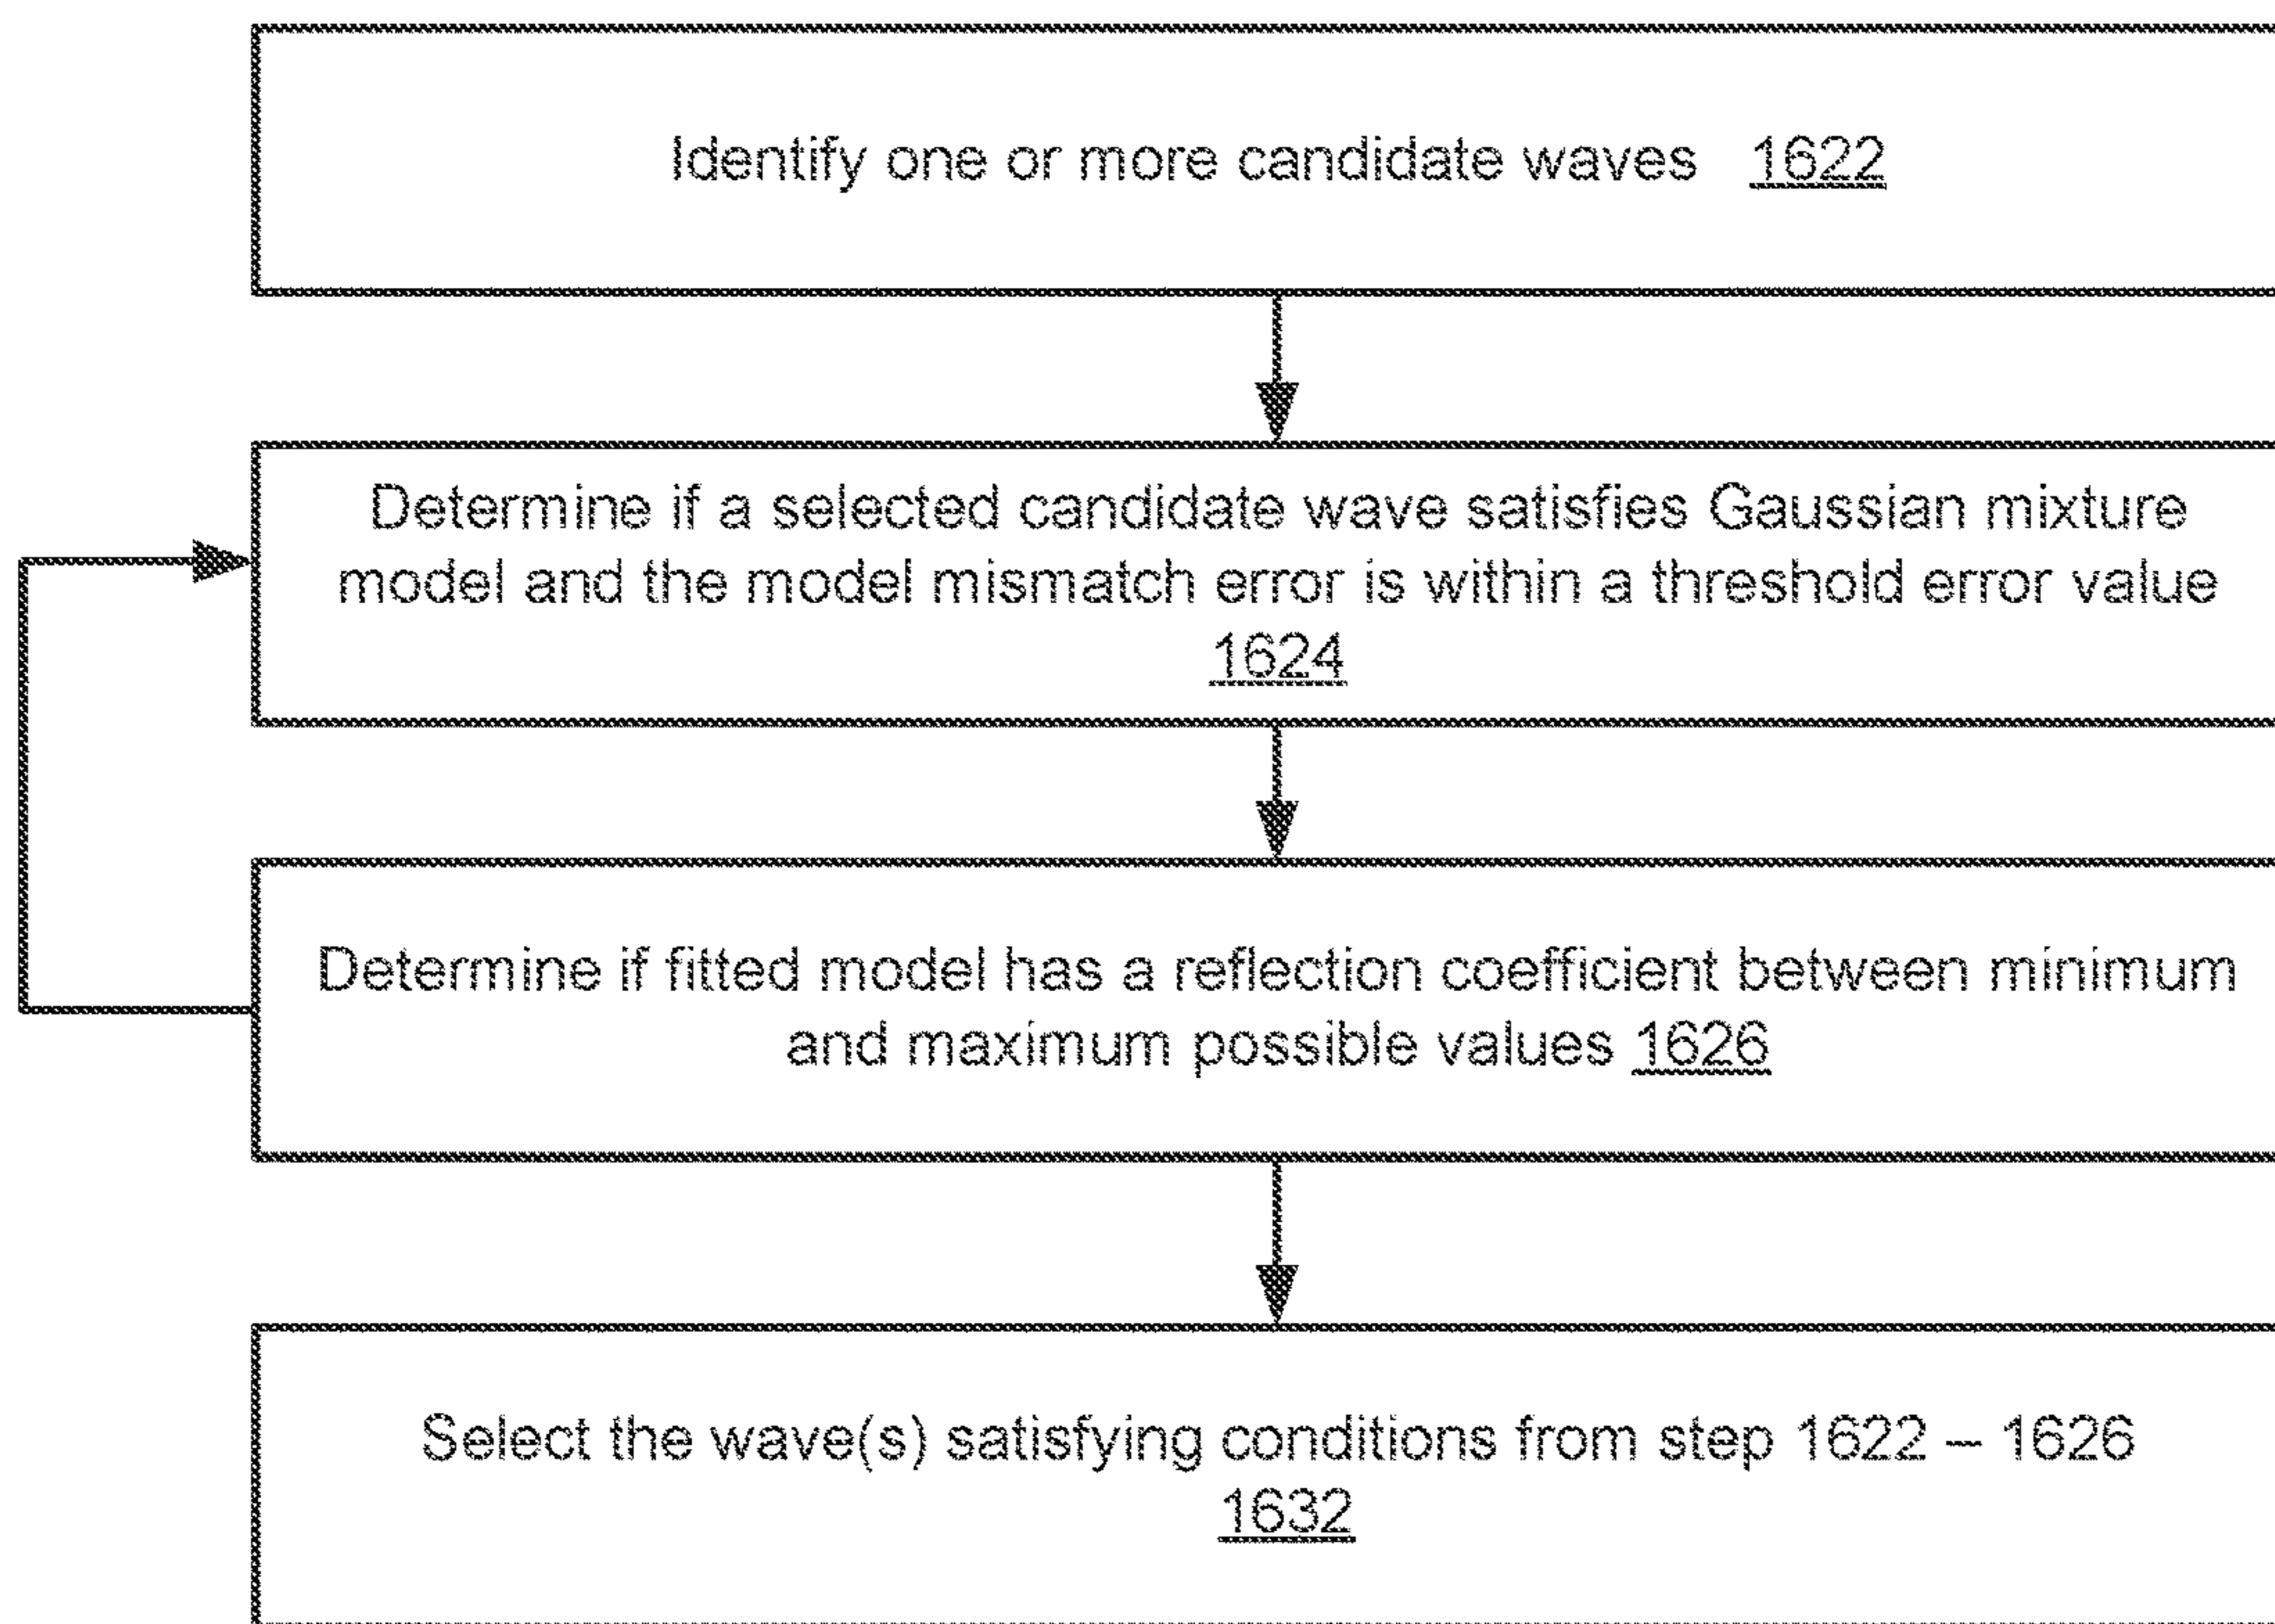 Identify one or more candidate waves 1622
Determine if a selected candidate wave satisfies Gaussian mixture
model and the model mismatch error is within a threshold error value
1624
Determine if fitted model has a reflection coefficient between minimum
and maximum possible values 1626
Select the wave(s) satisfying conditions from step 1622 – 1626
1632